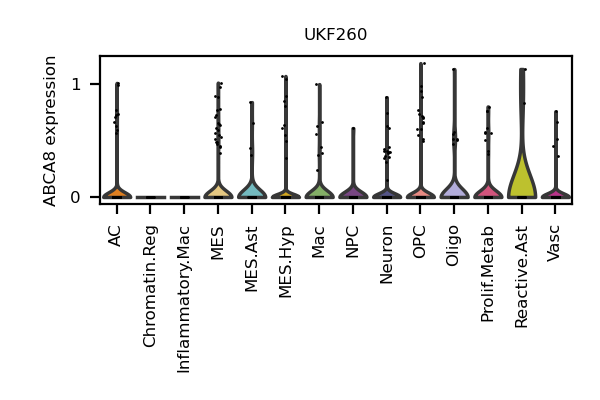 UKF260
ABCA8 expression
1
0
AC
Chromatin.Reg
Inflammatory.Mac
MES
MES.Ast
MES.Hyp
Mac
NPC
Neuron
OPC
Oligo
Prolif.Metab
Reactive.Ast
Vasc